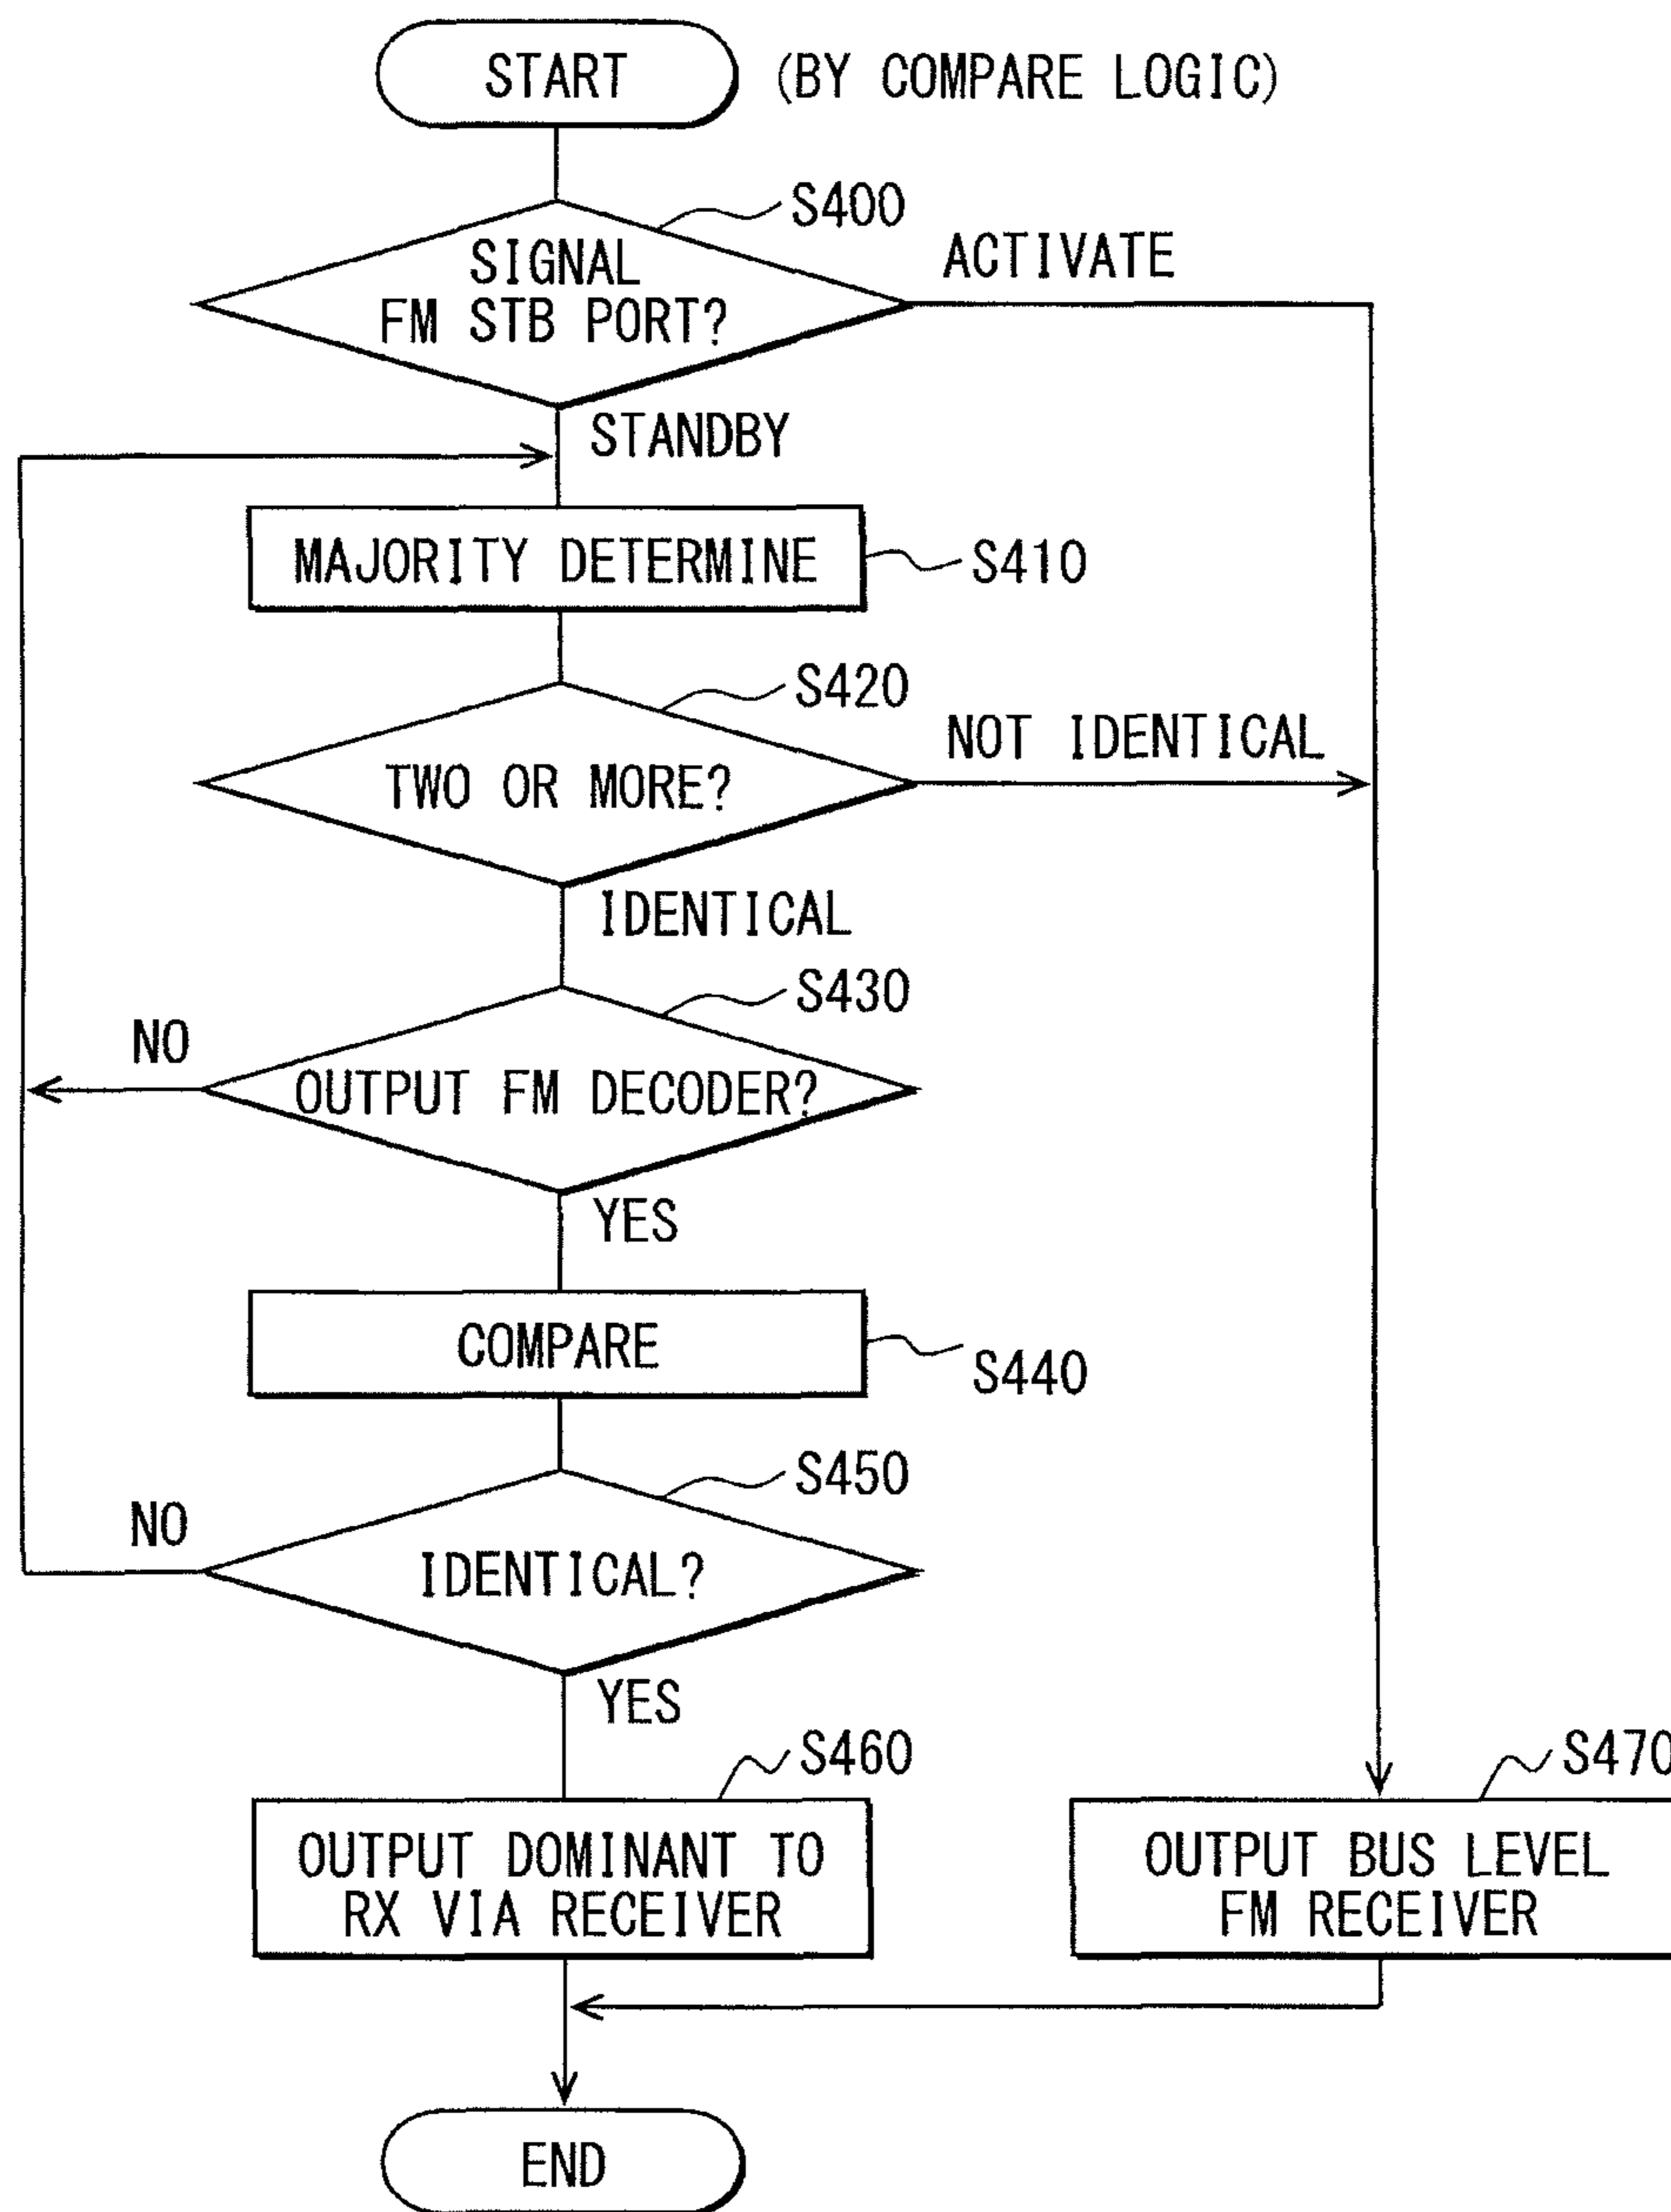 START (BY COMPARE LOGIC)
S400
SIGNAL
FM STB PORT?
ACTIVATE
STANDBY
MAJORITY DETERMINE
S410
S420
TWO OR MORE?
NOT IDENTICAL
IDENTICAL
S430
NO
OUTPUT FM DECODER?
YES
COMPARE
S440
S450
NO
IDENTICAL?
YES
S460
OUTPUT DOMINANT TO
RX VIA RECEIVER
S470
OUTPUT BUS LEVEL
FM RECEIVER
END